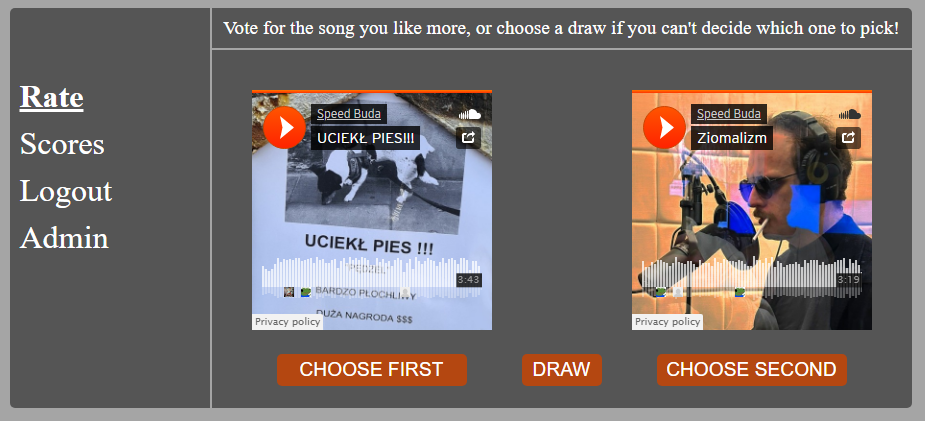 Vote for the song you like more, or choose a draw if you can't decide which one to pick!
Rate
Scores
Logout
Admin
Speed Buda
UCIEKŁ PIES!!!
UCIEKŁ PIES !!!
PĘDZEL
BARDZO PŁOCHLIWY
DUŻA NAGRODA $$$
3:43
Privacy policy
Speed Buda
Ziomalizm
3:19
Privacy policy
CHOOSE FIRST
DRAW
CHOOSE SECOND